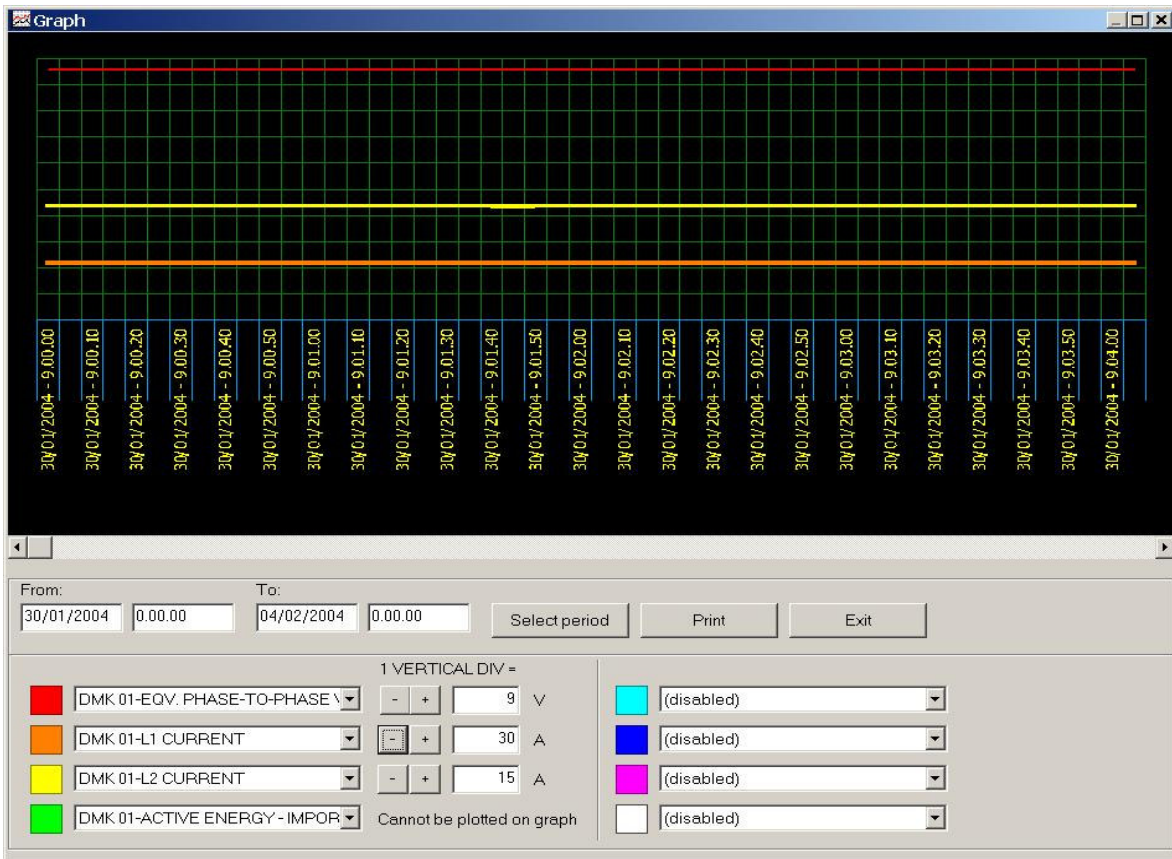 Graph
30/01/2004 - 9.00.00
30/01/2004 - 9.00.10
30/01/2004 - 9.00.20
30/01/2004 - 9.00.30
30/01/2004 - 9.00.40
30/01/2004 - 9.00.50
30/01/2004 - 9.01.00
30/01/2004 - 9.01.10
30/01/2004 - 9.01.20
30/01/2004 - 9.01.30
30/01/2004 - 9.01.40
30/01/2004 - 9.01.50
30/01/2004 - 9.02.00
30/01/2004 - 9.02.10
30/01/2004 - 9.02.20
30/01/2004 - 9.02.30
30/01/2004 - 9.02.40
30/01/2004 - 9.02.50
30/01/2004 - 9.03.00
30/01/2004 - 9.03.10
30/01/2004 - 9.03.20
30/01/2004 - 9.03.30
30/01/2004 - 9.03.40
30/01/2004 - 9.03.50
30/01/2004 - 9.04.00
From: To:
30/01/2004 0.00.00 04/02/2004 0.00.00 Select period Print Exit
1 VERTICAL DIV =
DMK 01-EQV. PHASE-TO-PHASE - + 9 V
DMK 01-L1 CURRENT - + 30 A
DMK 01-L2 CURRENT - + 15 A
DMK 01-ACTIVE ENERGY - IMPOR Cannot be plotted on graph
(disabled)
(disabled)
(disabled)
(disabled)